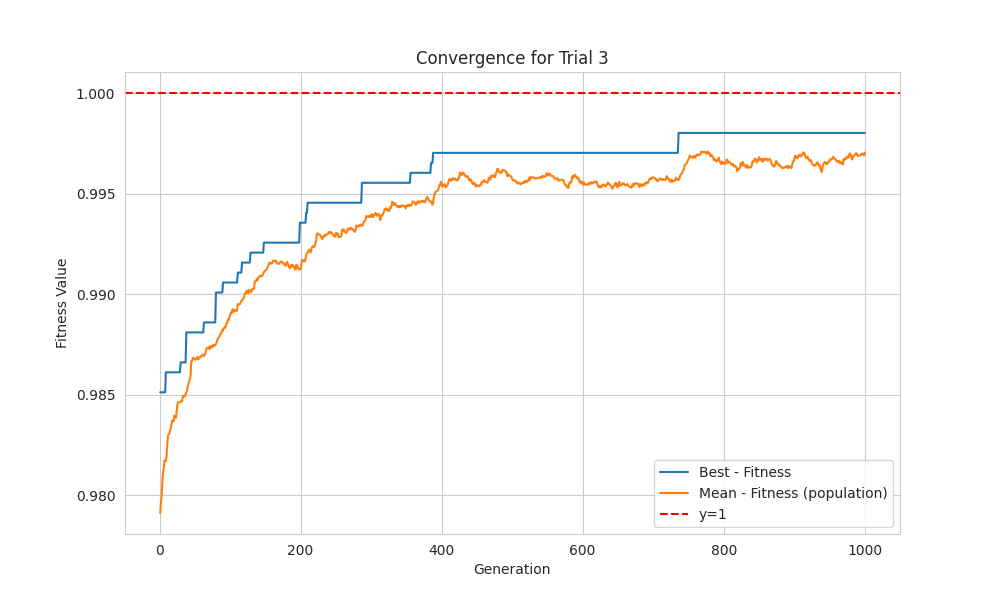 Convergence for Trial 3
1.000
0.995
0.990
0.985
0.980
Fitness Value
Best - Fitness
Mean - Fitness (population)
y=1
0 200 400 600 800 1000
Generation